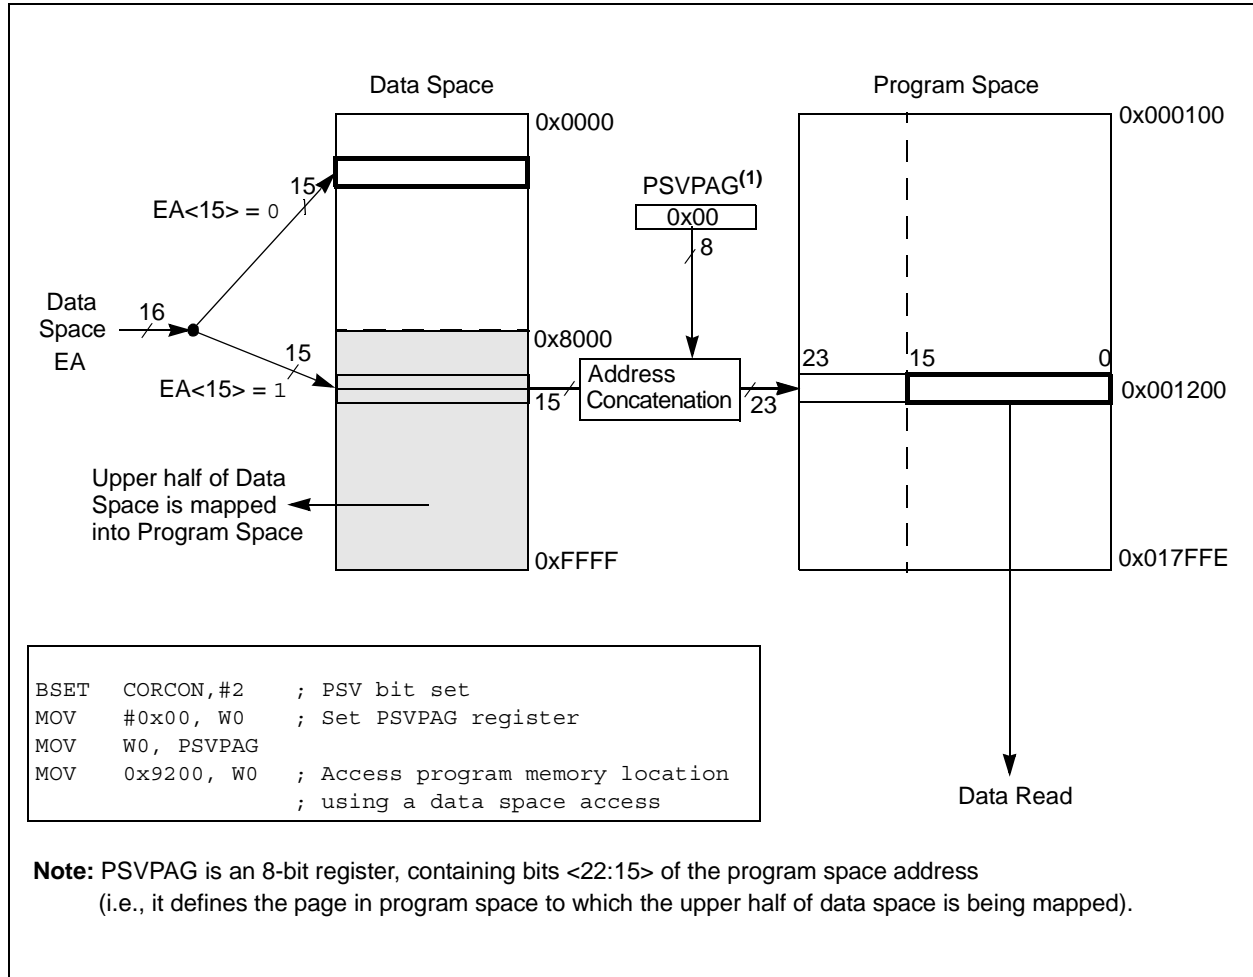 Data Space
Program Space
0x0000
0x000100
15
EA<15> = 0
PSVPAG(1)
0x00
8
Data
Space
EA
16
0x8000
15
EA<15> = 1
15
Address
Concatenation
23
23
15
0
0x001200
Upper half of Data
Space is mapped
into Program Space
0xFFFF
0x017FFE
BSET CORCON,#2 ; PSV bit set
MOV #0x00, W0 ; Set PSVPAG register
MOV W0, PSVPAG
MOV 0x9200, W0 ; Access program memory location
; using a data space access
Data Read
Note: PSVPAG is an 8-bit register, containing bits <22:15> of the program space address
(i.e., it defines the page in program space to which the upper half of data space is being mapped).